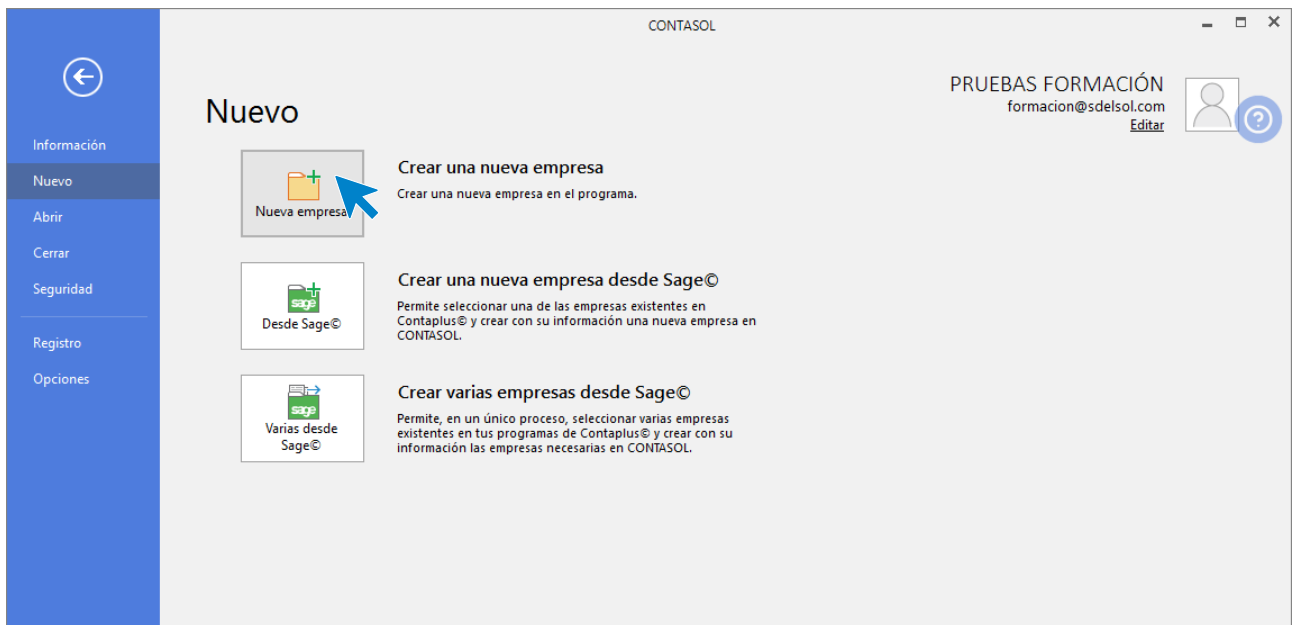 CONTASOL
PRUEBAS FORMACIÓN
formacion@sdelsol.com
Editar
?
Información
Nuevo
Abrir
Cerrar
Seguridad
Registro
Opciones
Nuevo
Nueva empresa
Crear una nueva empresa
Crear una nueva empresa en el programa.
sage
Desde Sage©
Crear una nueva empresa desde Sage©
Permite seleccionar una de las empresas existentes en
Contaplus© y crear con su información una nueva empresa en
CONTASOL.
sage
Varias desde
Sage©
Crear varias empresas desde Sage©
Permite, en un único proceso, seleccionar varias empresas
existentes en tus programas de Contaplus© y crear con su
información las empresas necesarias en CONTASOL.